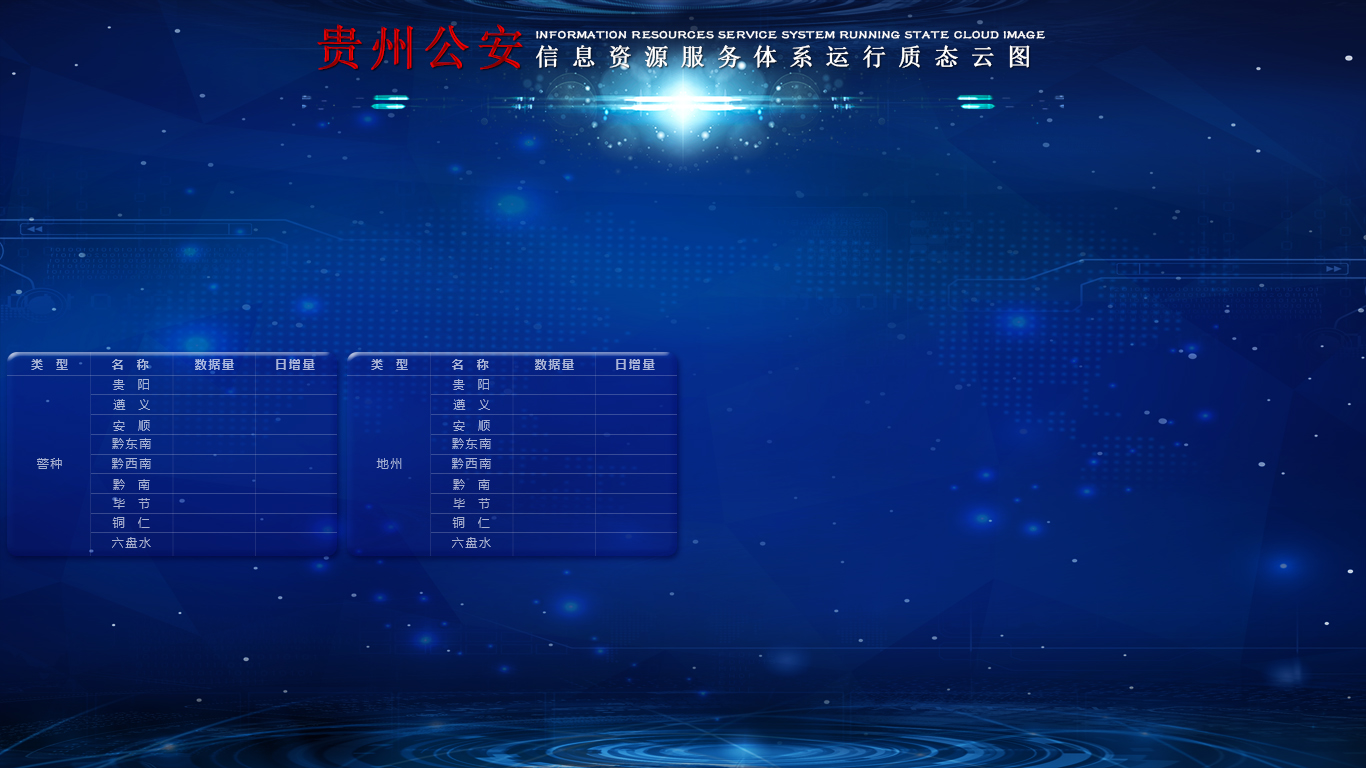 贵州公安
INFORMATION RESOURCES SERVICE SYSTEM RUNNING STATE CLOUD IMAGE
信息资源服务体系运行质态云图
类 型 名 称 数据量 日增量
警种
贵 阳
遵 义
安 顺
黔东南
黔西南
黔 南
毕 节
铜 仁
六盘水
类 型 名 称 数据量 日增量
地州
贵 阳
遵 义
安 顺
黔东南
黔西南
黔 南
毕 节
铜 仁
六盘水